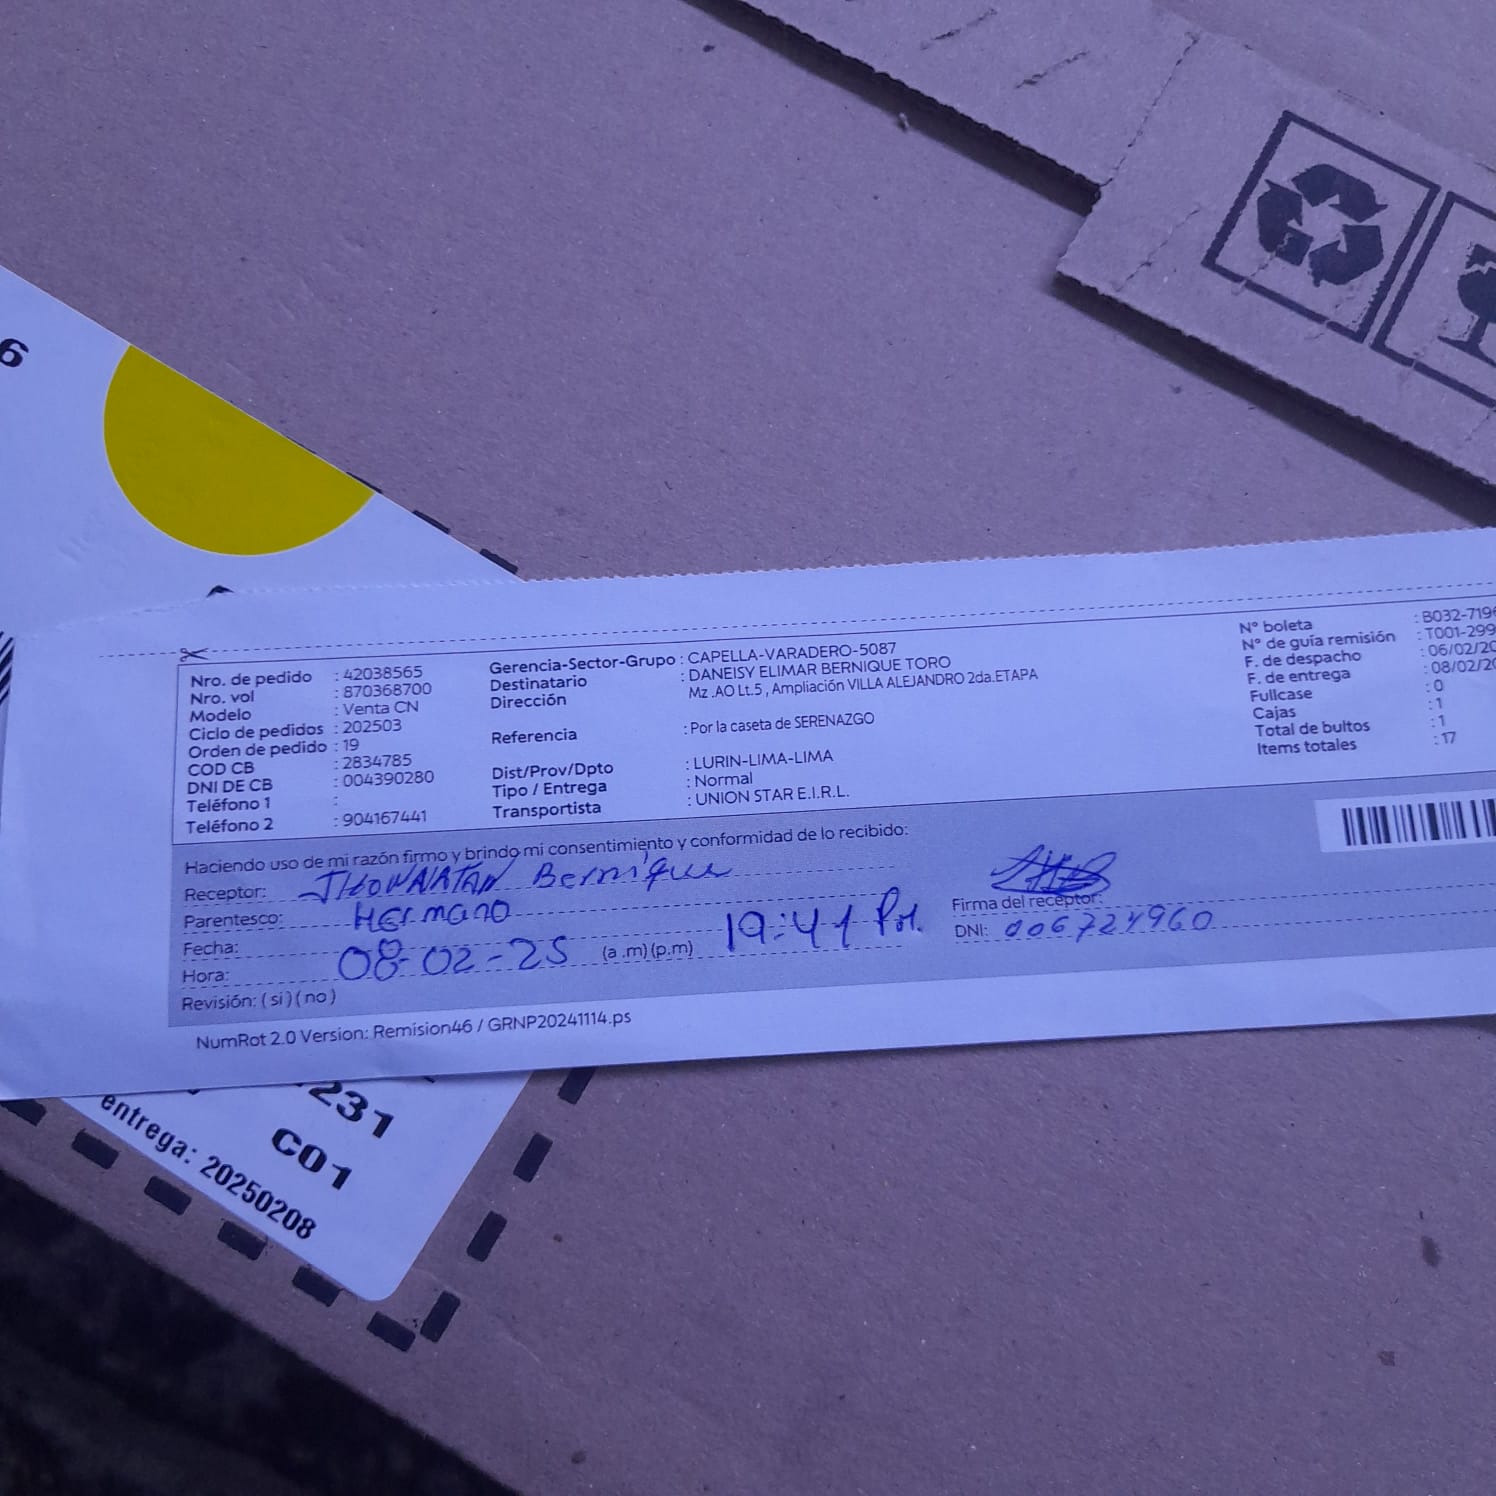 6
Nro. de pedido : 42038565
Nro. vol : 870368700
Modelo : Venta CN
Ciclo de pedidos : 202503
Orden de pedido : 19
COD CB : 2834785
DNI DE CB : 004390280
Teléfono 1 :
Teléfono 2 : 904167441
Gerencia-Sector-Grupo : CAPELLA-VARADERO-5087
Destinatario : DANEISY ELIMAR BERNIQUE TORO
Dirección Mz .AO Lt.5 , Ampliación VILLA ALEJANDRO 2da.ETAPA
Referencia : Por la caseta de SERENAZGO
Dist/Prov/Dpto : LURIN-LIMA-LIMA
Tipo / Entrega : Normal
Transportista : UNION STAR E.I.R.L.
N° boleta : B032-719
N° de guía remisión : T001-299
F. de despacho : 06/02/20
F. de entrega : 08/02/20
Fullcase : 0
Cajas : 1
Total de bultos : 1
Items totales : 17
Haciendo uso de mi razón firmo y brindo mi consentimiento y conformidad de lo recibido:
Receptor: JHOWNATAN Bernique
Parentesco: Hermano
Fecha: 08-02-25
Hora: (a .m) (p.m) 19:41 PM.
Firma del receptor:
DNI: 006724960
Revisión: ( si ) ( no )
NumRot 2.0 Version: Remision46 / GRNP20241114.ps
231
C01
entrega: 20250208